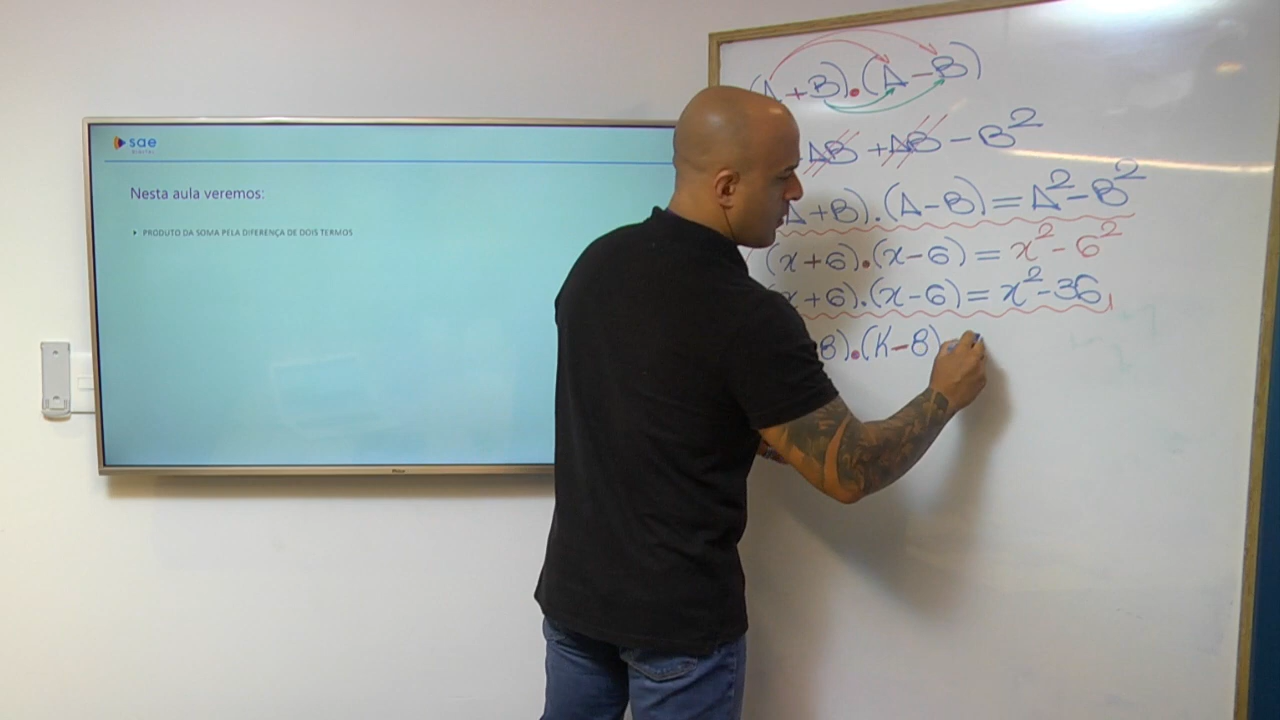 sae
DIGITAL
Nesta aula veremos:
PRODUTO DA SOMA PELA DIFERENÇA DE DOIS TERMOS
(A+B).(A-B)
AB +AB - B²
A+B).(A-B)=A²-B²
(x+6).(x-6)=x²-6²
x+6).(x-6)=x²-36
8).(K-8)